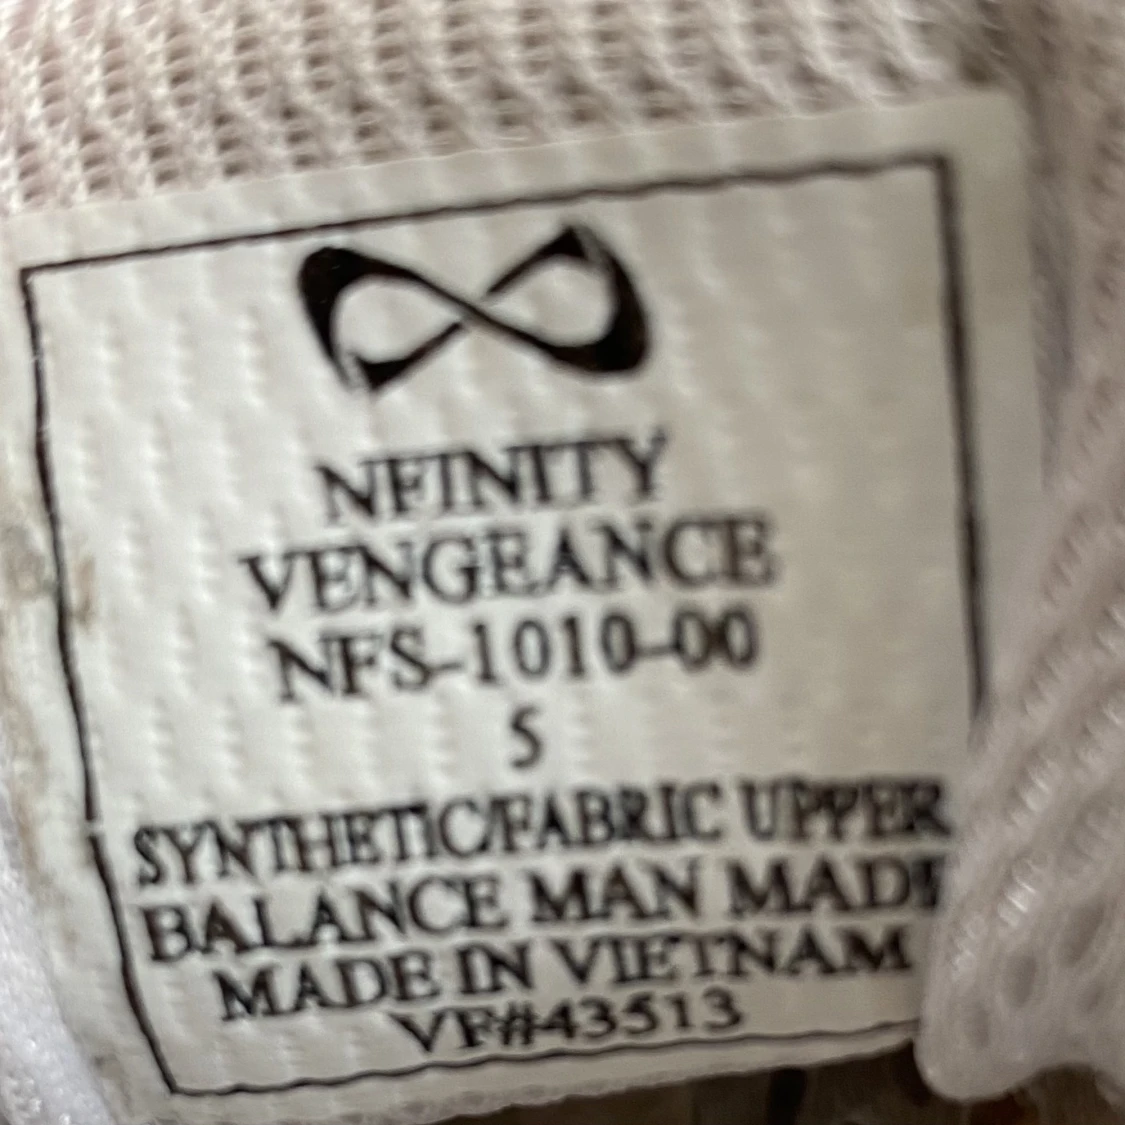 NFINITY
VENGEANCE
NFS-1010-00
5
SYNTHETIC/FABRIC UPPER
BALANCE MAN MADE
MADE IN VIETNAM
VF#43513